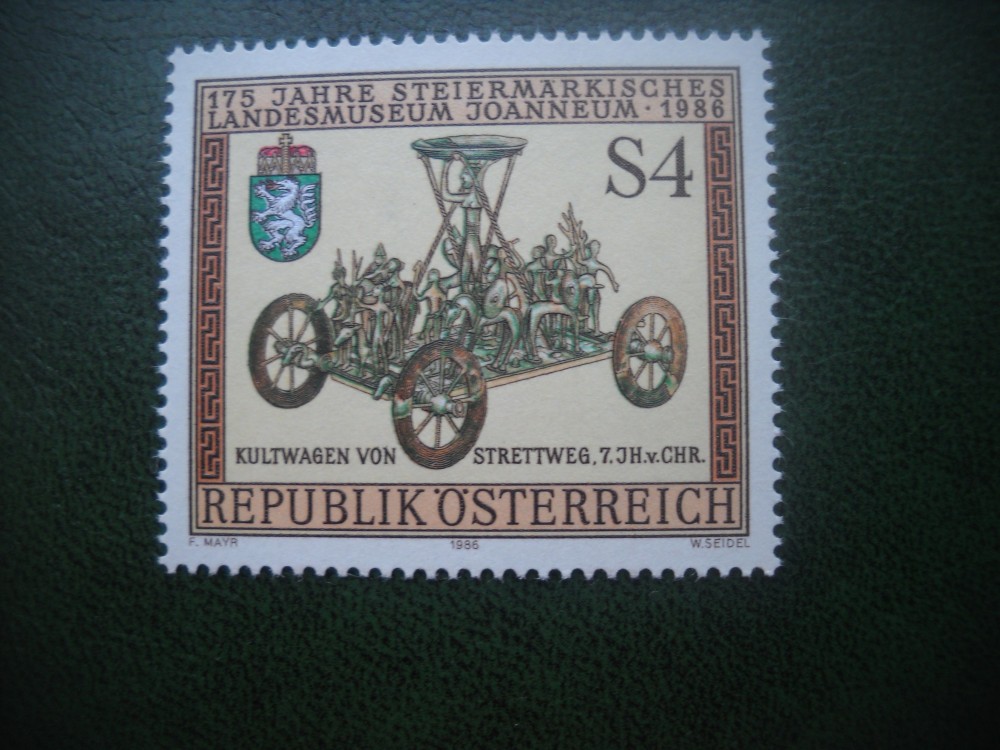 175 JAHRE STEIERMÄRKISCHES
LANDESMUSEUM JOANNEUM · 1986
S4
KULTWAGEN VON STRETTWEG, 7. JH. v. CHR.
REPUBLIK ÖSTERREICH
F. MAYR 1986 W. SEIDEL